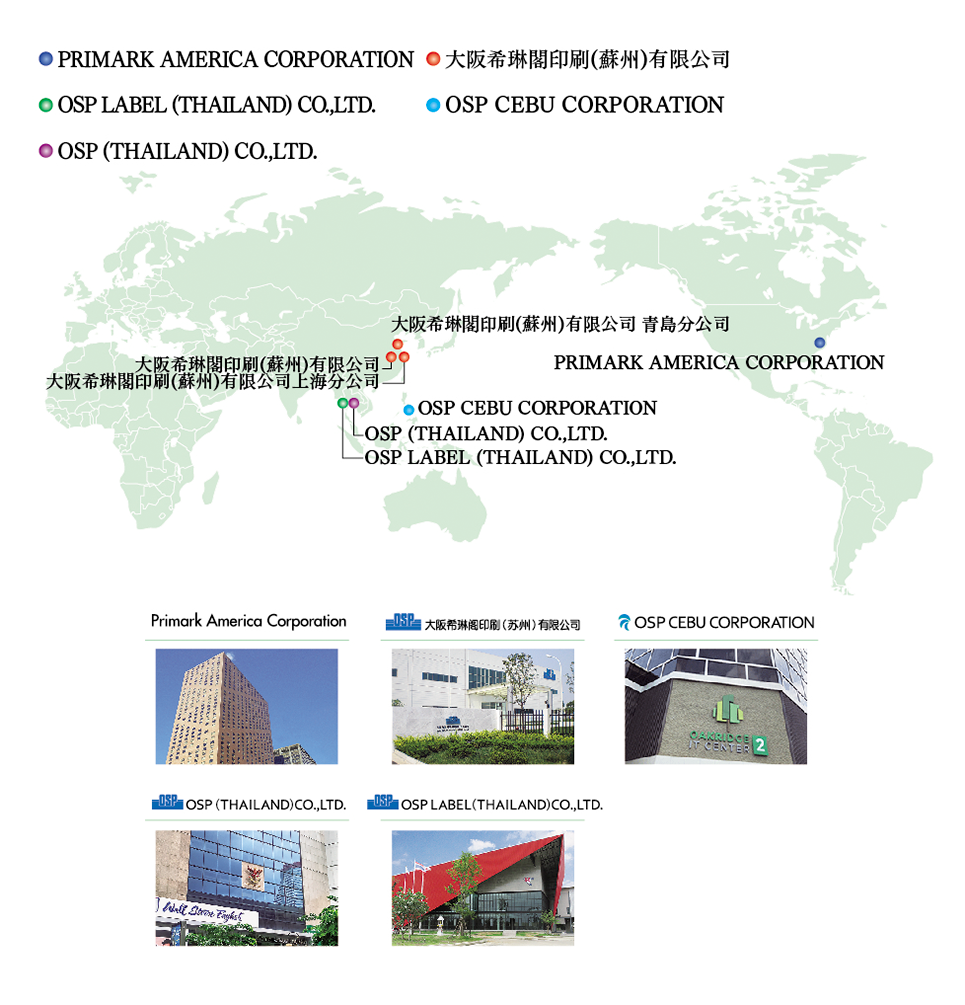 PRIMARK AMERICA CORPORATION
大阪希琳閣印刷(蘇州)有限公司
OSP LABEL (THAILAND) CO.,LTD.
OSP CEBU CORPORATION
OSP (THAILAND) CO.,LTD.
大阪希琳閣印刷(蘇州)有限公司 青島分公司
大阪希琳閣印刷(蘇州)有限公司
PRIMARK AMERICA CORPORATION
大阪希琳閣印刷(蘇州)有限公司上海分公司
OSP CEBU CORPORATION
OSP (THAILAND) CO.,LTD.
OSP LABEL (THAILAND) CO.,LTD.
Primark America Corporation
OSP 大阪希琳阁印刷(苏州)有限公司
OSP CEBU CORPORATION
OAKRIDGE
IT CENTER 2
OSP OSP (THAILAND)CO.,LTD.
OSP OSP LABEL(THAILAND)CO.,LTD.
Wall Street English